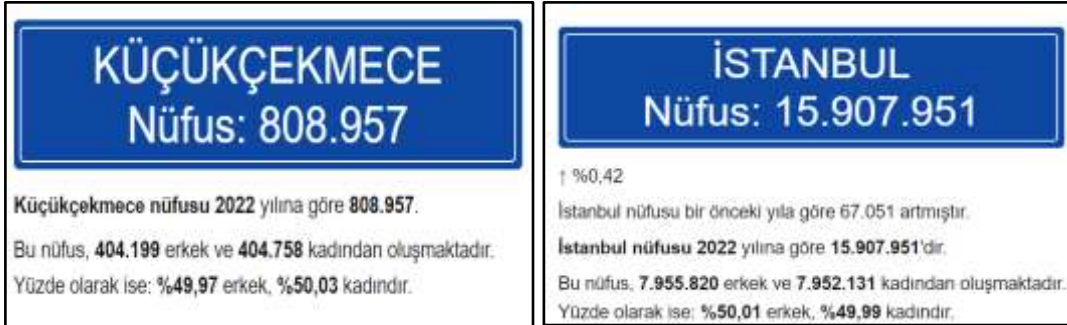 KÜÇÜKÇEKMECE
Nüfus: 808.957
Küçükçekmece nüfusu 2022 yılına göre 808.957.
Bu nüfus, 404.199 erkek ve 404.758 kadından oluşmaktadır.
Yüzde olarak ise: %49,97 erkek, %50,03 kadındır.
İSTANBUL
Nüfus: 15.907.951
↑ %0,42
İstanbul nüfusu bir önceki yıla göre 67.051 artmıştır.
İstanbul nüfusu 2022 yılına göre 15.907.951'dir.
Bu nüfus, 7.955.820 erkek ve 7.952.131 kadından oluşmaktadır.
Yüzde olarak ise: %50,01 erkek, %49,99 kadındır.